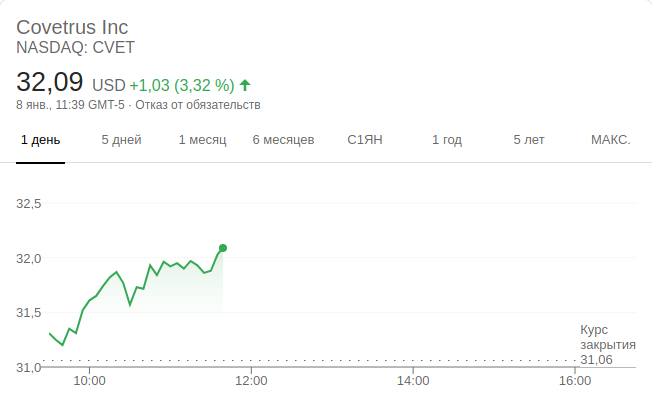 Covetrus Inc
NASDAQ: CVET
32,09 USD +1,03 (3,32 %)
8 янв., 11:39 GMT-5 · Отказ от обязательств
1 день 5 дней 1 месяц 6 месяцев С1ЯН 1 год 5 лет МАКС.
32,5
32,0
31,5
31,0
Курс
закрытия
31,06
10:00 12:00 14:00 16:00